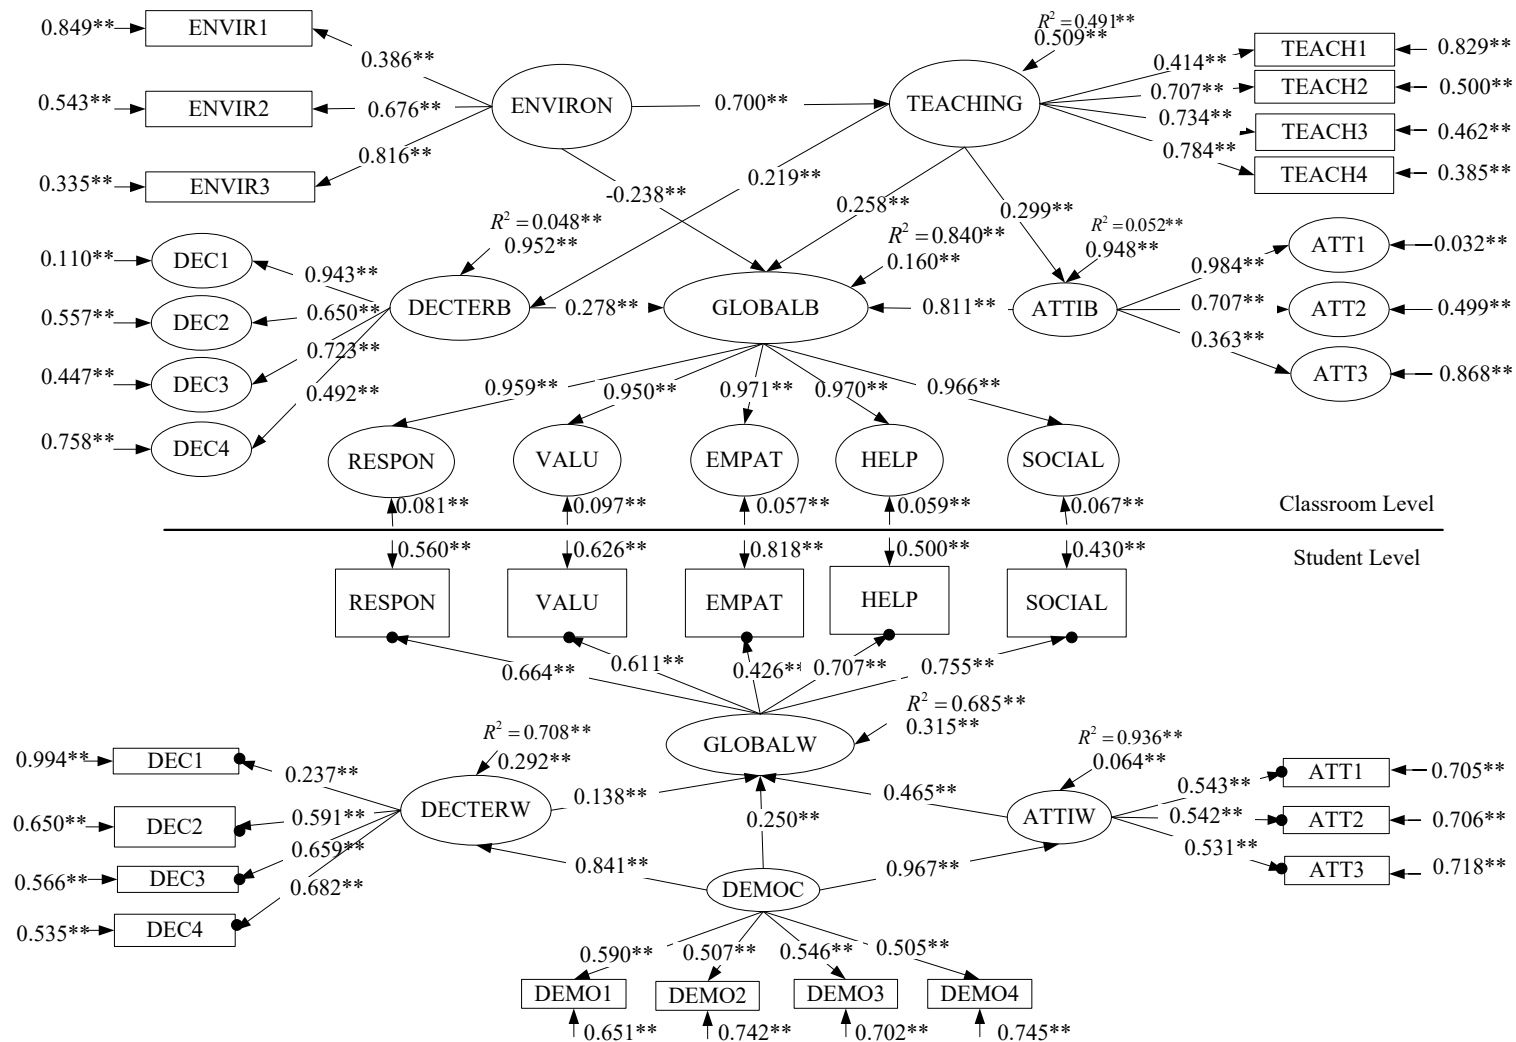 0.849** ENVIR1
0.386**
0.543** ENVIR2
0.676**
0.816**
0.335** ENVIR3
ENVIRON
0.700**
TEACHING
R² = 0.491**
0.509**
0.414**
0.707**
0.734**
0.784**
TEACH1 0.829**
TEACH2 0.500**
TEACH3 0.462**
TEACH4 0.385**
-0.238**
0.219**
0.258**
0.299**
R² = 0.048**
0.952**
R² = 0.840**
0.160**
R² = 0.052**
0.948**
0.110** DEC1
0.943**
0.557** DEC2
0.650**
0.447** DEC3
0.723**
0.758** DEC4
0.492**
DECTERB
0.278**
GLOBALB
0.811**
ATTIB
0.984**
0.707**
0.363**
ATT1 0.032**
ATT2 0.499**
ATT3 0.868**
0.959** 0.950** 0.971** 0.970** 0.966**
RESPON VALU EMPAT HELP SOCIAL
0.081** 0.097** 0.057** 0.059** 0.067**
Classroom Level
Student Level
0.560** 0.626** 0.818** 0.500** 0.430**
RESPON VALU EMPAT HELP SOCIAL
0.664** 0.611** 0.426** 0.707** 0.755**
R² = 0.685**
0.315**
GLOBALW
R² = 0.708**
0.292**
R² = 0.936**
0.064**
0.994** DEC1
0.237**
0.650** DEC2
0.591**
0.566** DEC3
0.659**
0.535** DEC4
0.682**
DECTERW
0.138**
0.250**
0.465**
ATTIW
0.543**
0.542**
0.531**
ATT1 0.705**
ATT2 0.706**
ATT3 0.718**
0.841**
DEMOC
0.967**
0.590** 0.507** 0.546** 0.505**
DEMO1 DEMO2 DEMO3 DEMO4
0.651** 0.742** 0.702** 0.745**